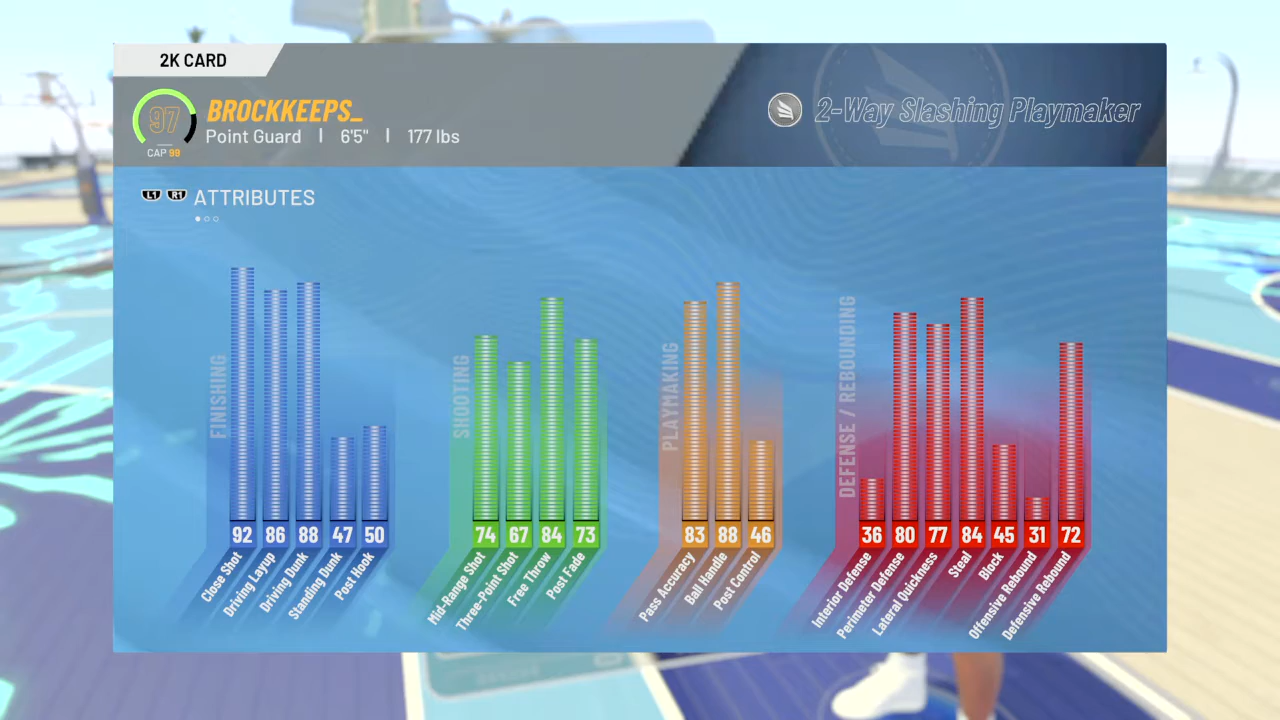 2K CARD
97
CAP 99
BROCKKEEPS_
Point Guard | 6'5" | 177 lbs
2-Way Slashing Playmaker
L1 R1 ATTRIBUTES
FINISHING
92 86 88 47 50
Close Shot
Driving Layup
Driving Dunk
Standing Dunk
Post Hook
SHOOTING
74 67 84 73
Mid-Range Shot
Three-Point Shot
Free Throw
Post Fade
PLAYMAKING
83 88 46
Pass Accuracy
Ball Handle
Post Control
DEFENSE / REBOUNDING
36 80 77 84 45 31 72
Interior Defense
Perimeter Defense
Lateral Quickness
Steal
Block
Offensive Rebound
Defensive Rebound